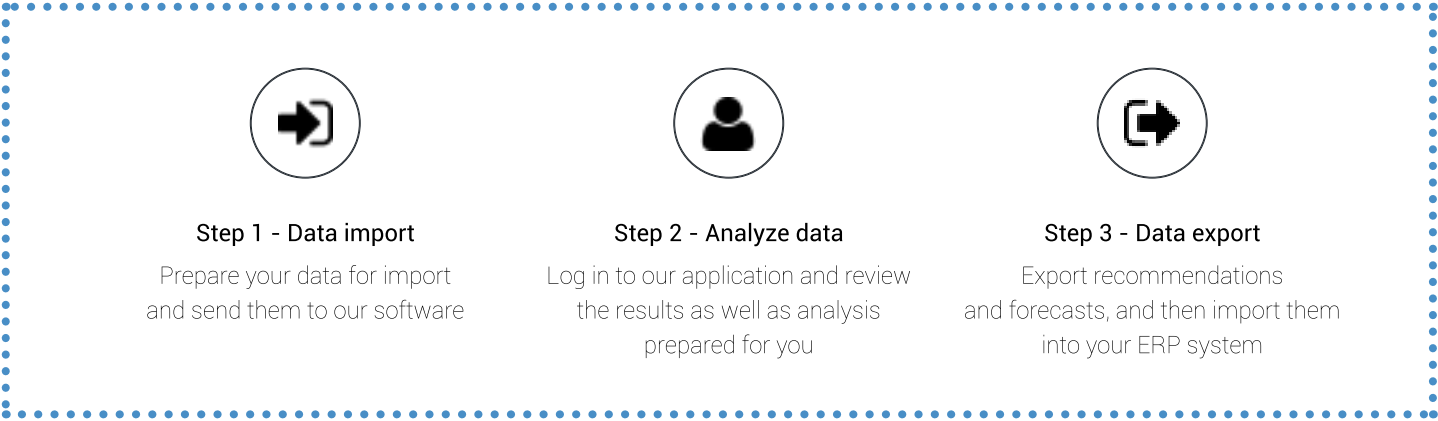 Step 1 - Data import
Prepare your data for import
and send them to our software
Step 2 - Analyze data
Log in to our application and review
the results as well as analysis
prepared for you
Step 3 - Data export
Export recommendations
and forecasts, and then import them
into your ERP system